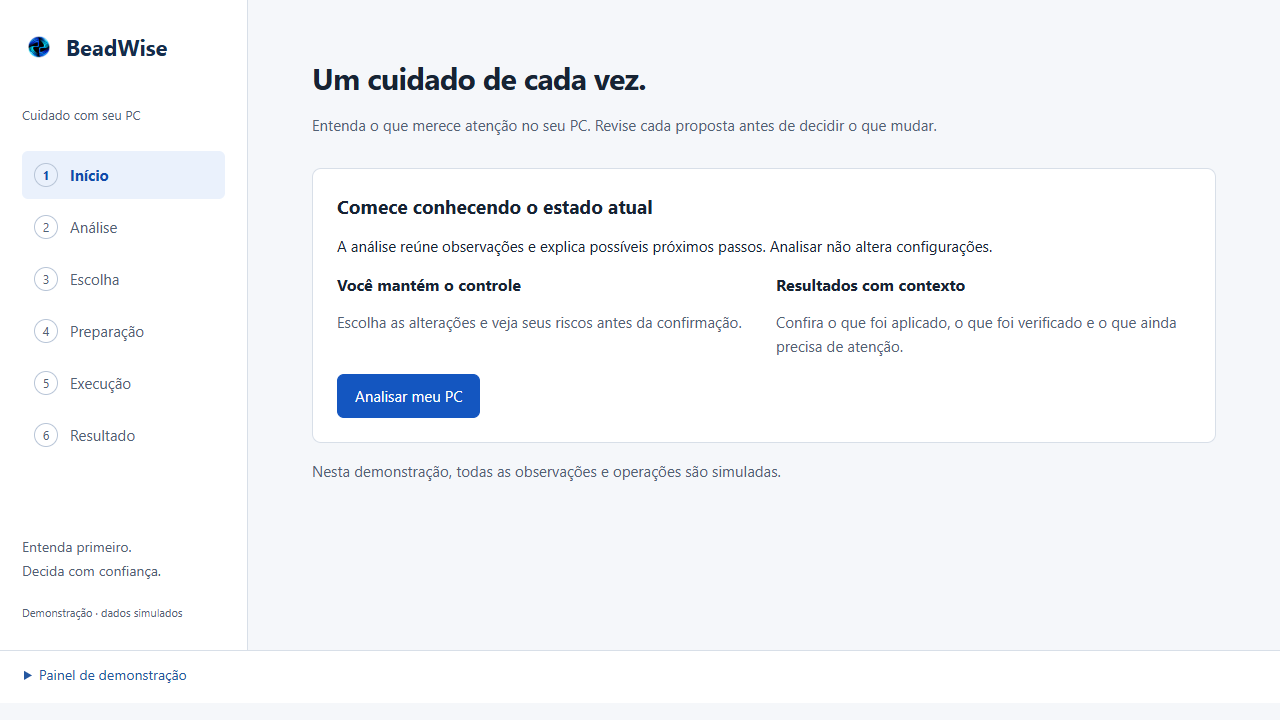 BeadWise
Cuidado com seu PC
1 Início
2 Análise
3 Escolha
4 Preparação
5 Execução
6 Resultado
Entenda primeiro.
Decida com confiança.
Demonstração · dados simulados
Um cuidado de cada vez.
Entenda o que merece atenção no seu PC. Revise cada proposta antes de decidir o que mudar.
Comece conhecendo o estado atual
A análise reúne observações e explica possíveis próximos passos. Analisar não altera configurações.
Você mantém o controle
Escolha as alterações e veja seus riscos antes da confirmação.
Resultados com contexto
Confira o que foi aplicado, o que foi verificado e o que ainda
precisa de atenção.
Analisar meu PC
Nesta demonstração, todas as observações e operações são simuladas.
Painel de demonstração